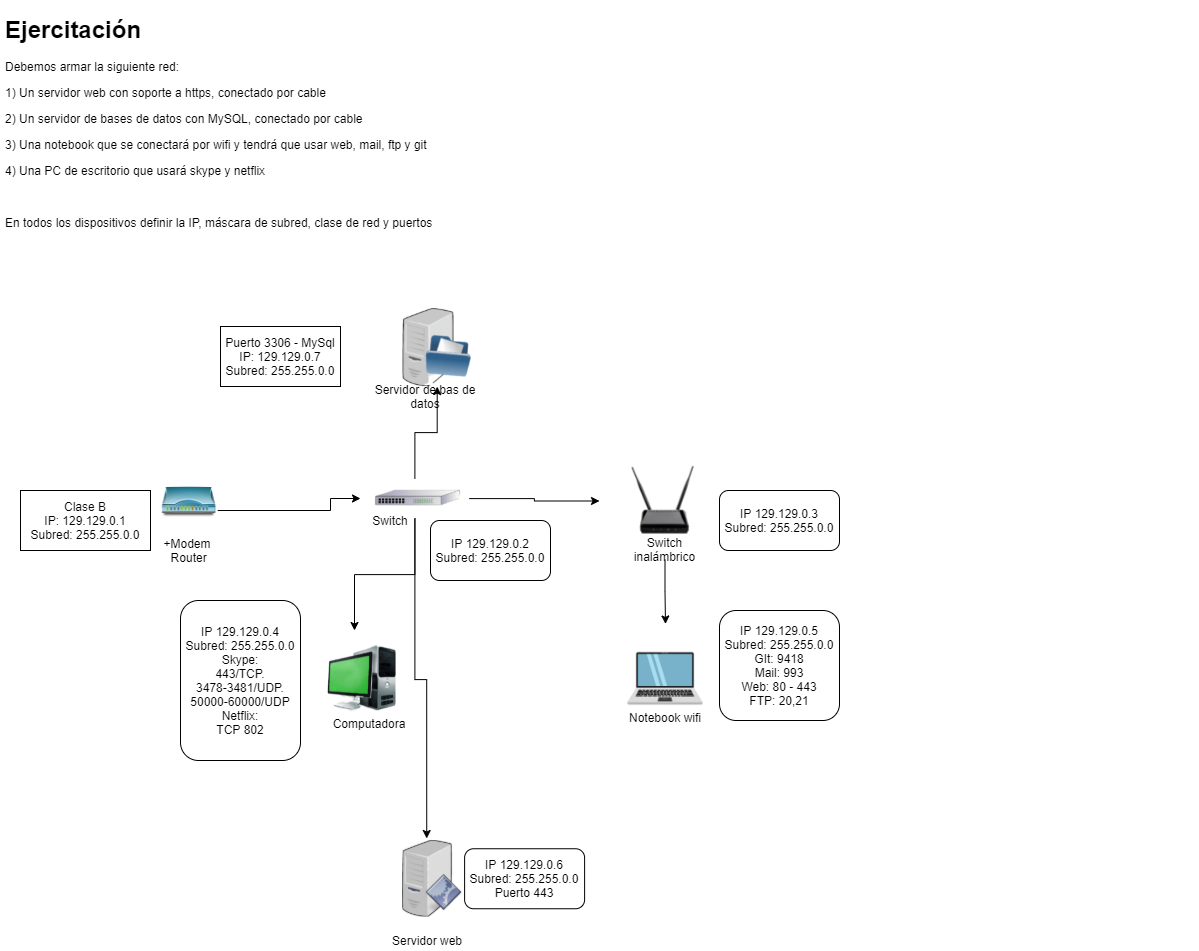 Ejercitación
Debemos armar la siguiente red:
1) Un servidor web con soporte a https, conectado por cable
2) Un servidor de bases de datos con MySQL, conectado por cable
3) Una notebook que se conectará por wifi y tendrá que usar web, mail, ftp y git
4) Una PC de escritorio que usará skype y netflix
En todos los dispositivos definir la IP, máscara de subred, clase de red y puertos
Puerto 3306 - MySql
IP: 129.129.0.7
Subred: 255.255.0.0
Servidor de bas de
datos
Clase B
IP: 129.129.0.1
Subred: 255.255.0.0
+Modem
Router
Switch
IP 129.129.0.2
Subred: 255.255.0.0
Switch
inalámbrico
IP 129.129.0.3
Subred: 255.255.0.0
IP 129.129.0.4
Subred: 255.255.0.0
Skype:
443/TCP.
3478-3481/UDP.
50000-60000/UDP
Netflix:
TCP 802
Computadora
Notebook wifi
IP 129.129.0.5
Subred: 255.255.0.0
GIt: 9418
Mail: 993
Web: 80 - 443
FTP: 20,21
IP 129.129.0.6
Subred: 255.255.0.0
Puerto 443
Servidor web